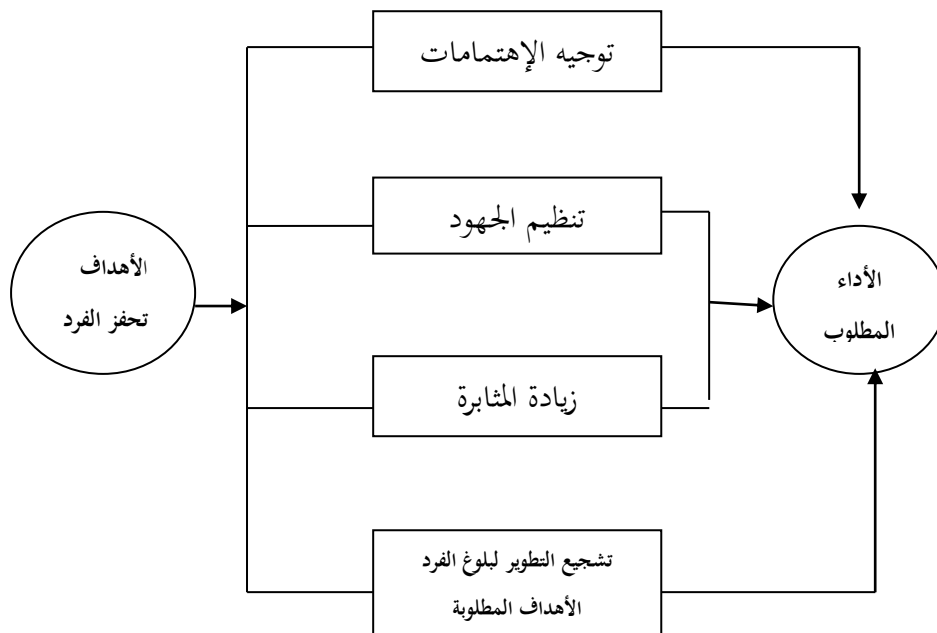 توجيه الإهتمامات
تنظيم الجهود
الأهداف
تحفز الفرد
الأداء
المطلوب
زيادة المثابرة
تشجيع التطوير لبلوغ الفرد
الأهداف المطلوبة